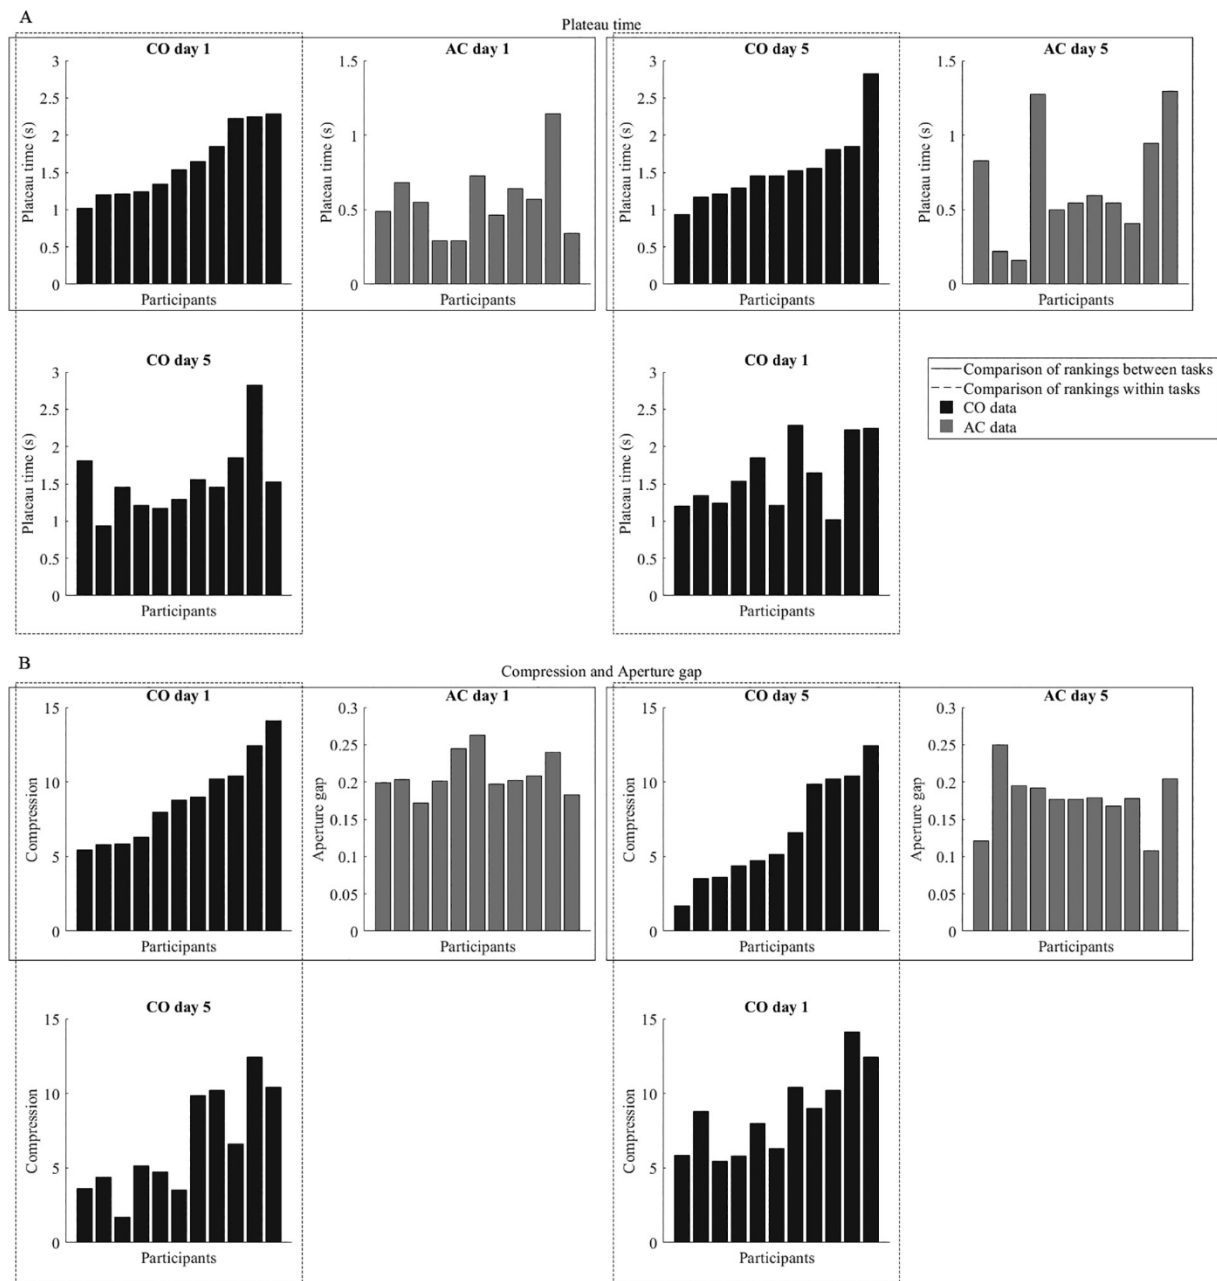 A
Plateau time
CO day 1
AC day 1
CO day 5
AC day 5
3
2.5
2
1.5
1
0.5
0
Plateau time (s)
Participants
1.5
1
0.5
0
Plateau time (s)
Participants
3
2.5
2
1.5
1
0.5
0
Plateau time (s)
Participants
1.5
1
0.5
0
Plateau time (s)
Participants
CO day 5
3
2.5
2
1.5
1
0.5
0
Plateau time (s)
Participants
CO day 1
3
2.5
2
1.5
1
0.5
0
Plateau time (s)
Participants
Comparison of rankings between tasks
Comparison of rankings within tasks
CO data
AC data
B
Compression and Aperture gap
CO day 1
AC day 1
CO day 5
AC day 5
15
10
5
0
Compression
Participants
0.3
0.25
0.2
0.15
0.1
0.05
0
Aperture gap
Participants
15
10
5
0
Compression
Participants
0.3
0.25
0.2
0.15
0.1
0.05
0
Aperture gap
Participants
CO day 5
15
10
5
0
Compression
Participants
CO day 1
15
10
5
0
Compression
Participants